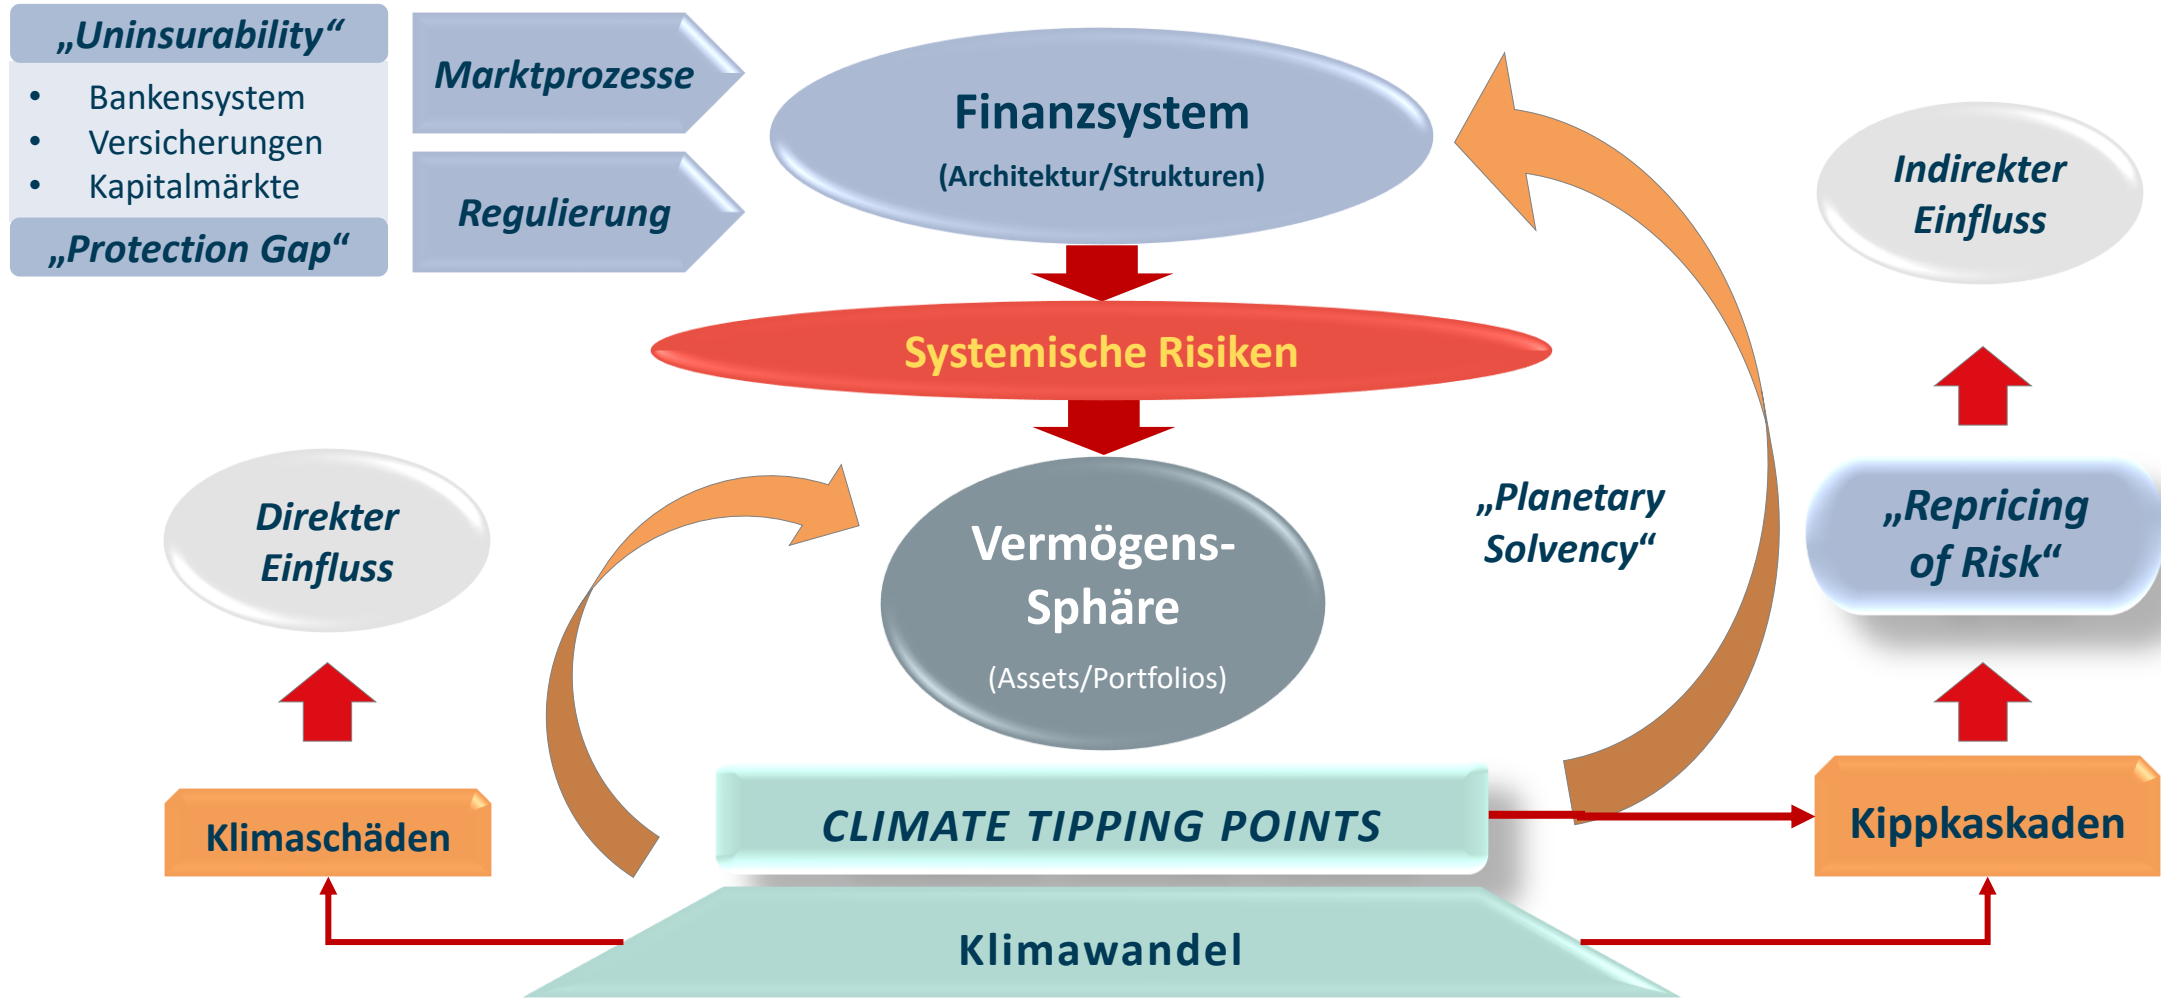 „Uninsurability“
• Bankensystem
• Versicherungen
• Kapitalmärkte
„Protection Gap“
Marktprozesse
Regulierung
Finanzsystem
(Architektur/Strukturen)
Indirekter
Einfluss
Systemische Risiken
Direkter
Einfluss
Vermögens-
Sphäre
(Assets/Portfolios)
„Planetary
Solvency“
„Repricing
of Risk“
Klimaschäden
CLIMATE TIPPING POINTS
Kippkaskaden
Klimawandel